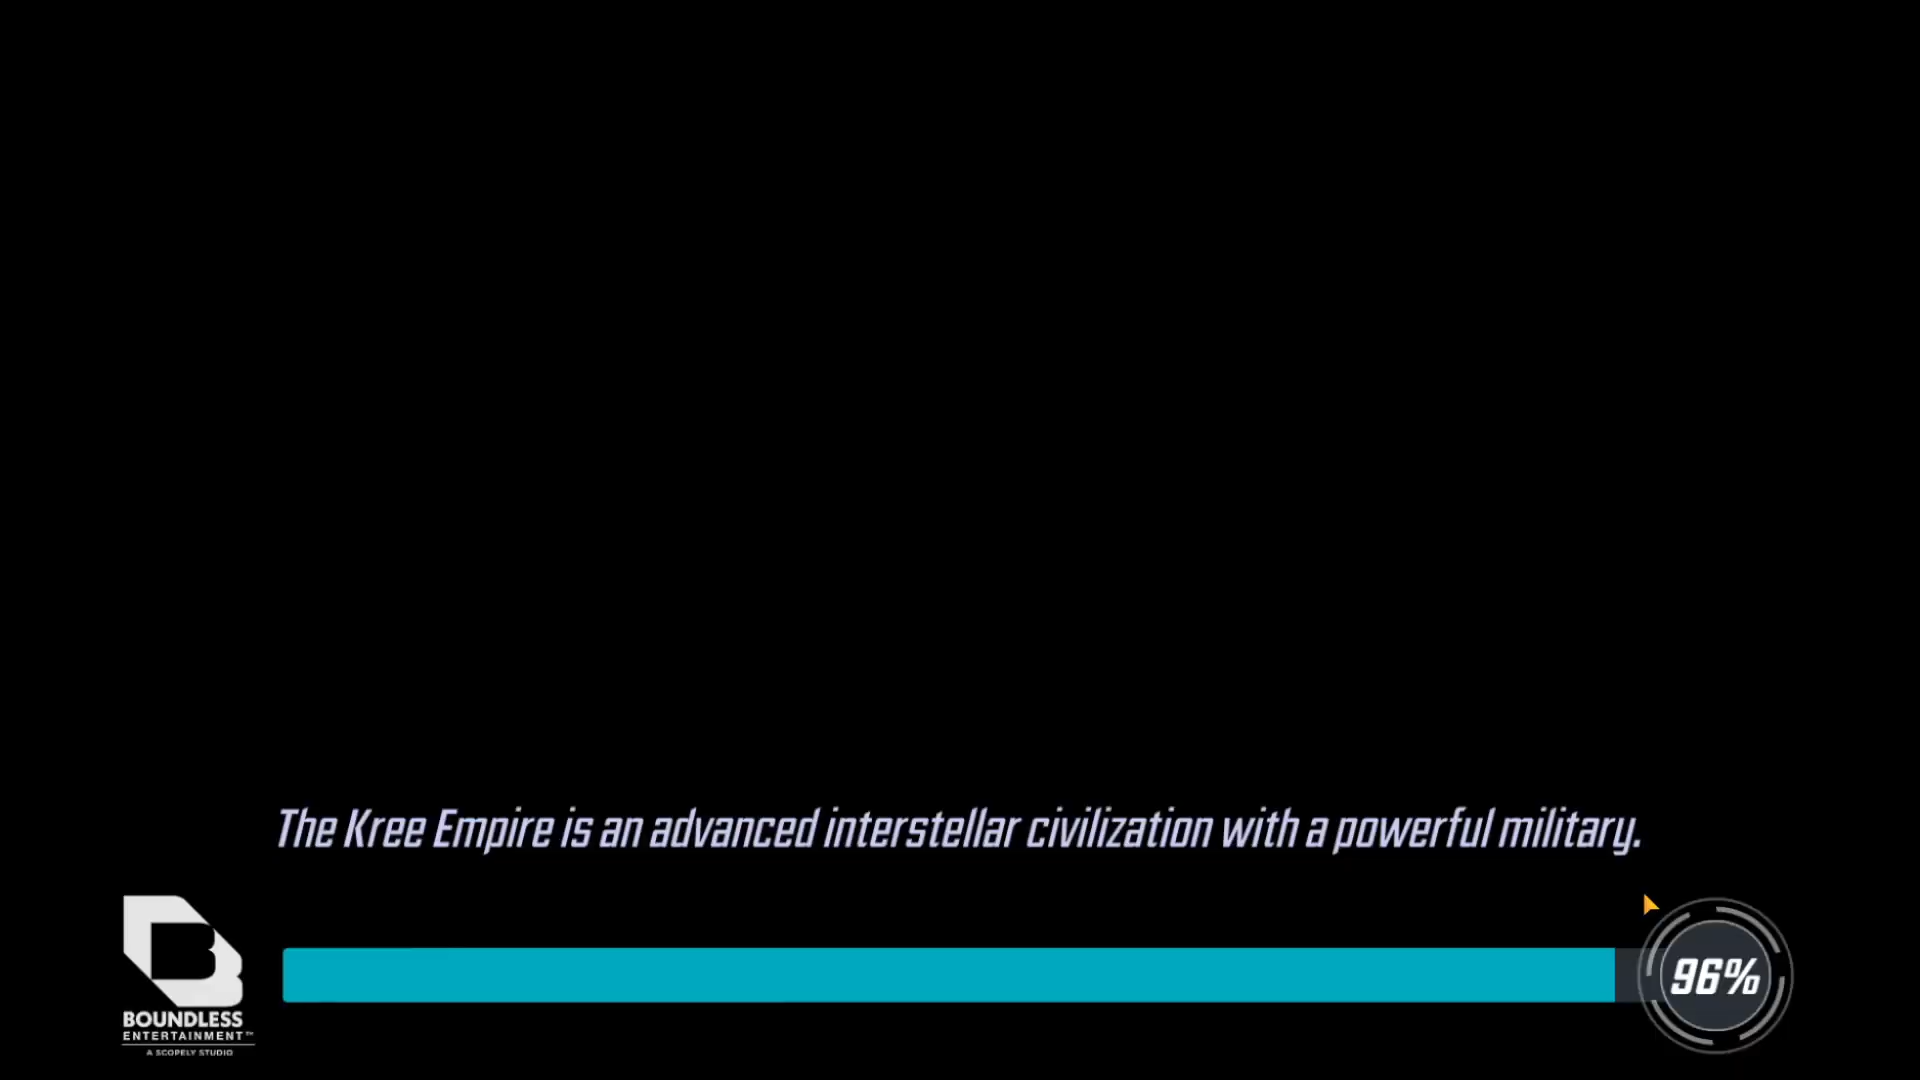 The Kree Empire is an advanced interstellar civilization with a powerful military.
96%
BOUNDLESS
ENTERTAINMENT™
A SCOPELY STUDIO